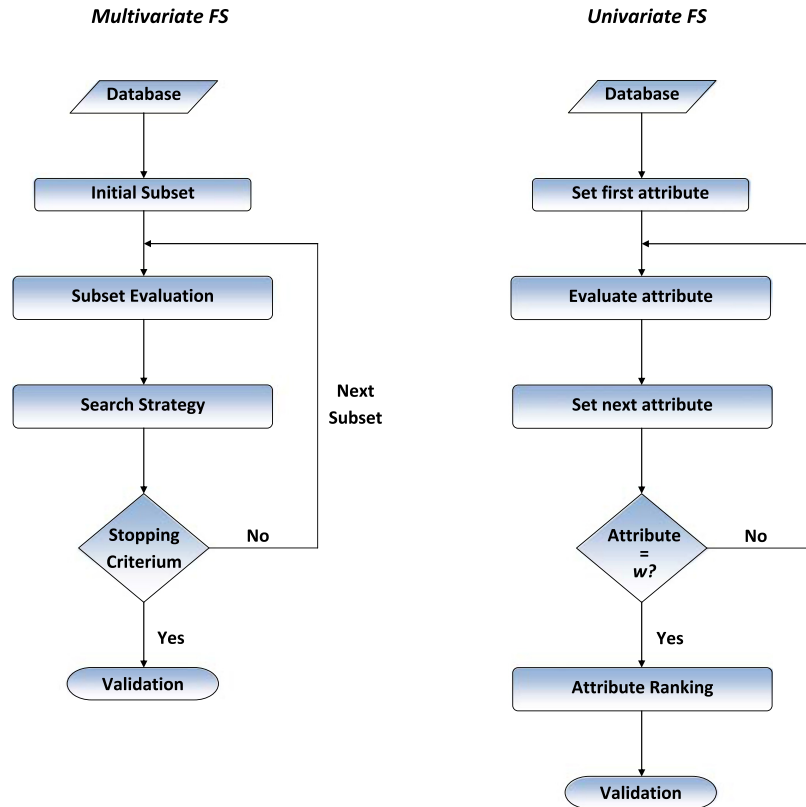 Multivariate FS
Database
Initial Subset
Subset Evaluation
Search Strategy
Next
Subset
Stopping
Criterium
No
Yes
Validation
Univariate FS
Database
Set first attribute
Evaluate attribute
Set next attribute
Attribute
=
w?
No
Yes
Attribute Ranking
Validation